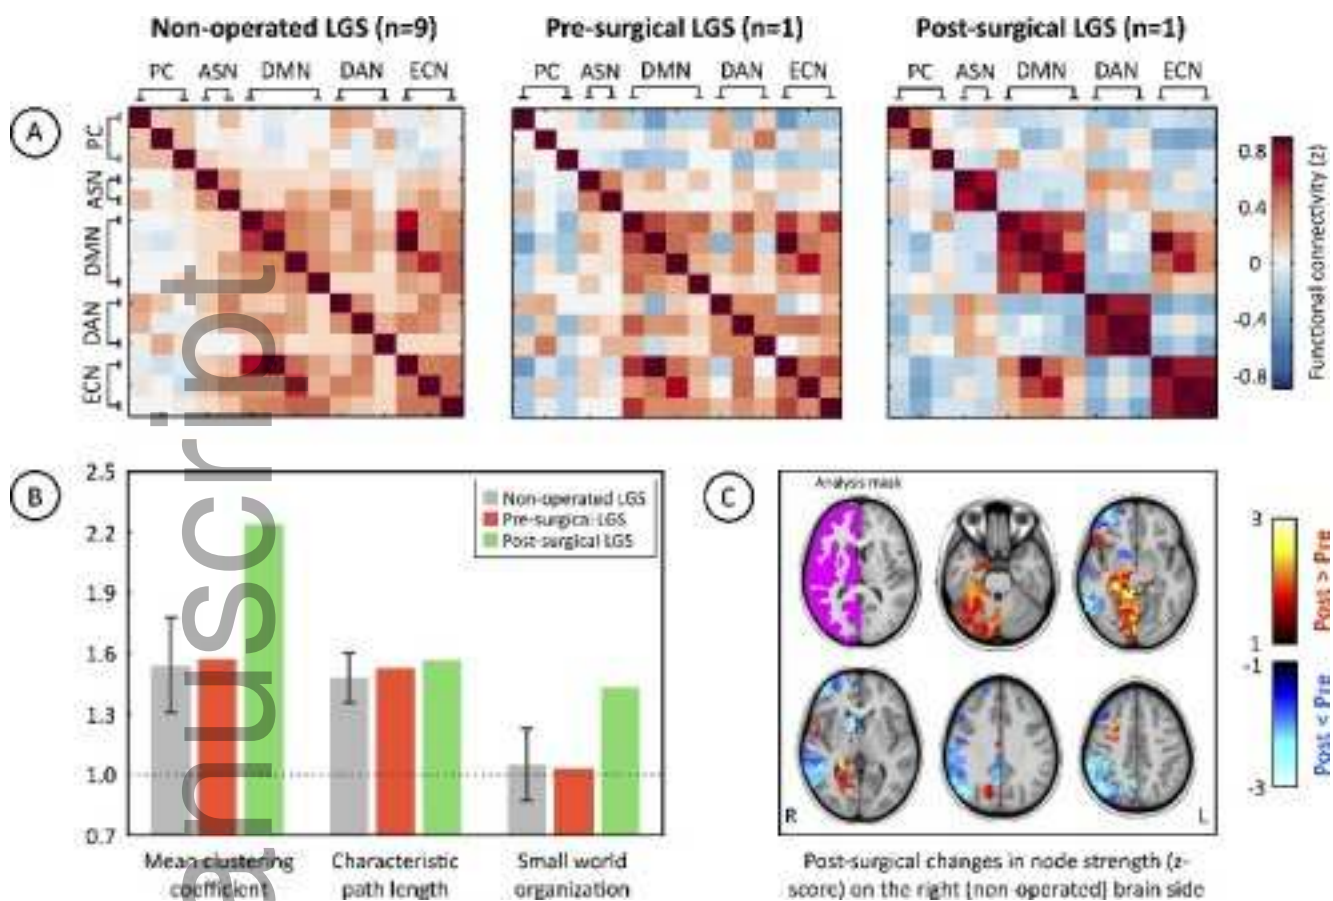 Non-operated LGS (n=9)
Pre-surgical LGS (n=1)
Post-surgical LGS (n=1)
PC ASN DMN DAN ECN
PC ASN DMN DAN ECN
PC ASN DMN DAN ECN
A
PC
ASN
DMN
DAN
ECN
0.8
0.4
0
-0.4
-0.8
Functional connectivity (z)
B
2.5
2.2
1.9
1.6
1.3
1.0
0.7
Non-operated LGS
Pre-surgical LGS
Post-surgical LGS
Mean clustering
coefficient
Characteristic
path length
Small world
organization
C
Analysis mask
R
L
3
1
-1
-3
Post > Pre
Post < Pre
Post-surgical changes in node strength (z-
score) on the right [non-operated] brain side
anuscript